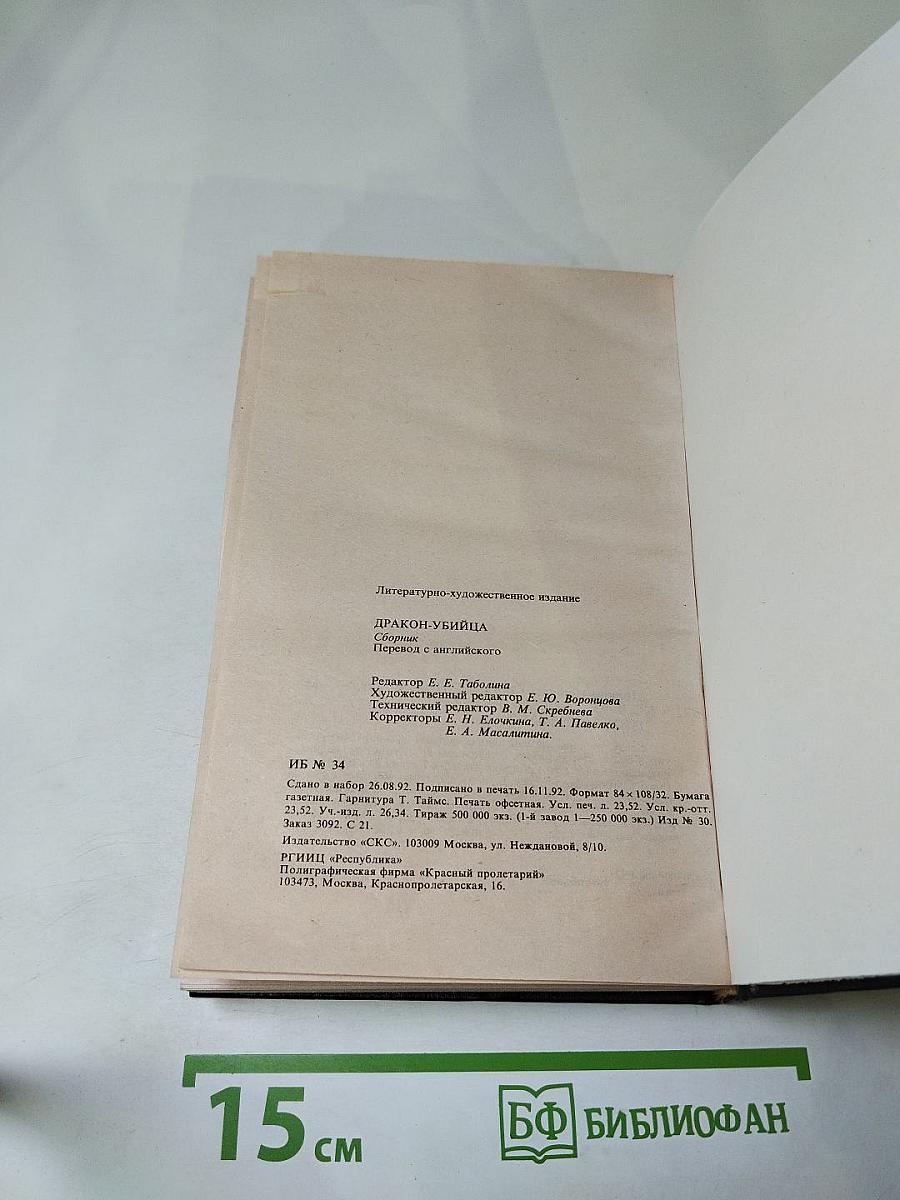 Литературно-художественное издание
ДРАКОН-УБИЙЦА
Сборник
Перевод с английского
Редактор Е. Е. Таболина
Художественный редактор Е. Ю. Воронцова
Технический редактор В. М. Скребнева
Корректоры Е. Н. Елочкина, Т. А. Павелко,
Е. А. Масалитина.
ИБ № 34
Сдано в набор 26.08.92. Подписано в печать 16.11.92. Формат 84×108/32. Бумага
газетная. Гарнитура Т. Таймс. Печать офсетная. Усл. печ. л. 23,52. Усл. кр.-отт.
23,52. Уч.-изд. л. 26,34. Тираж 500 000 экз. (1-й завод 1—250 000 экз.) Изд № 30.
Заказ 3092. С 21.
Издательство «СКС». 103009 Москва, ул. Неждановой, 8/10.
РГИИЦ «Республика»
Полиграфическая фирма «Красный пролетарий»
103473, Москва, Краснопролетарская, 16.
15 см
БФ БИБЛИОФАН